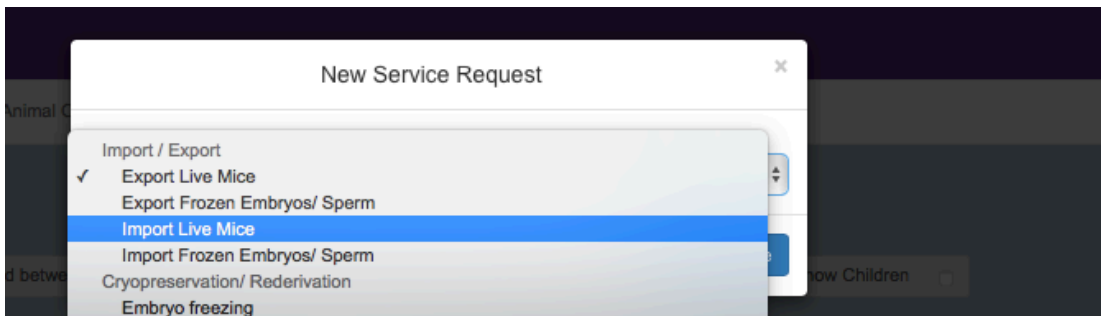 New Service Request
×
Animal
Import / Export
✓ Export Live Mice
Export Frozen Embryos/ Sperm
Import Live Mice
Import Frozen Embryos/ Sperm
Cryopreservation/ Rederivation
how Children
Embryo freezing